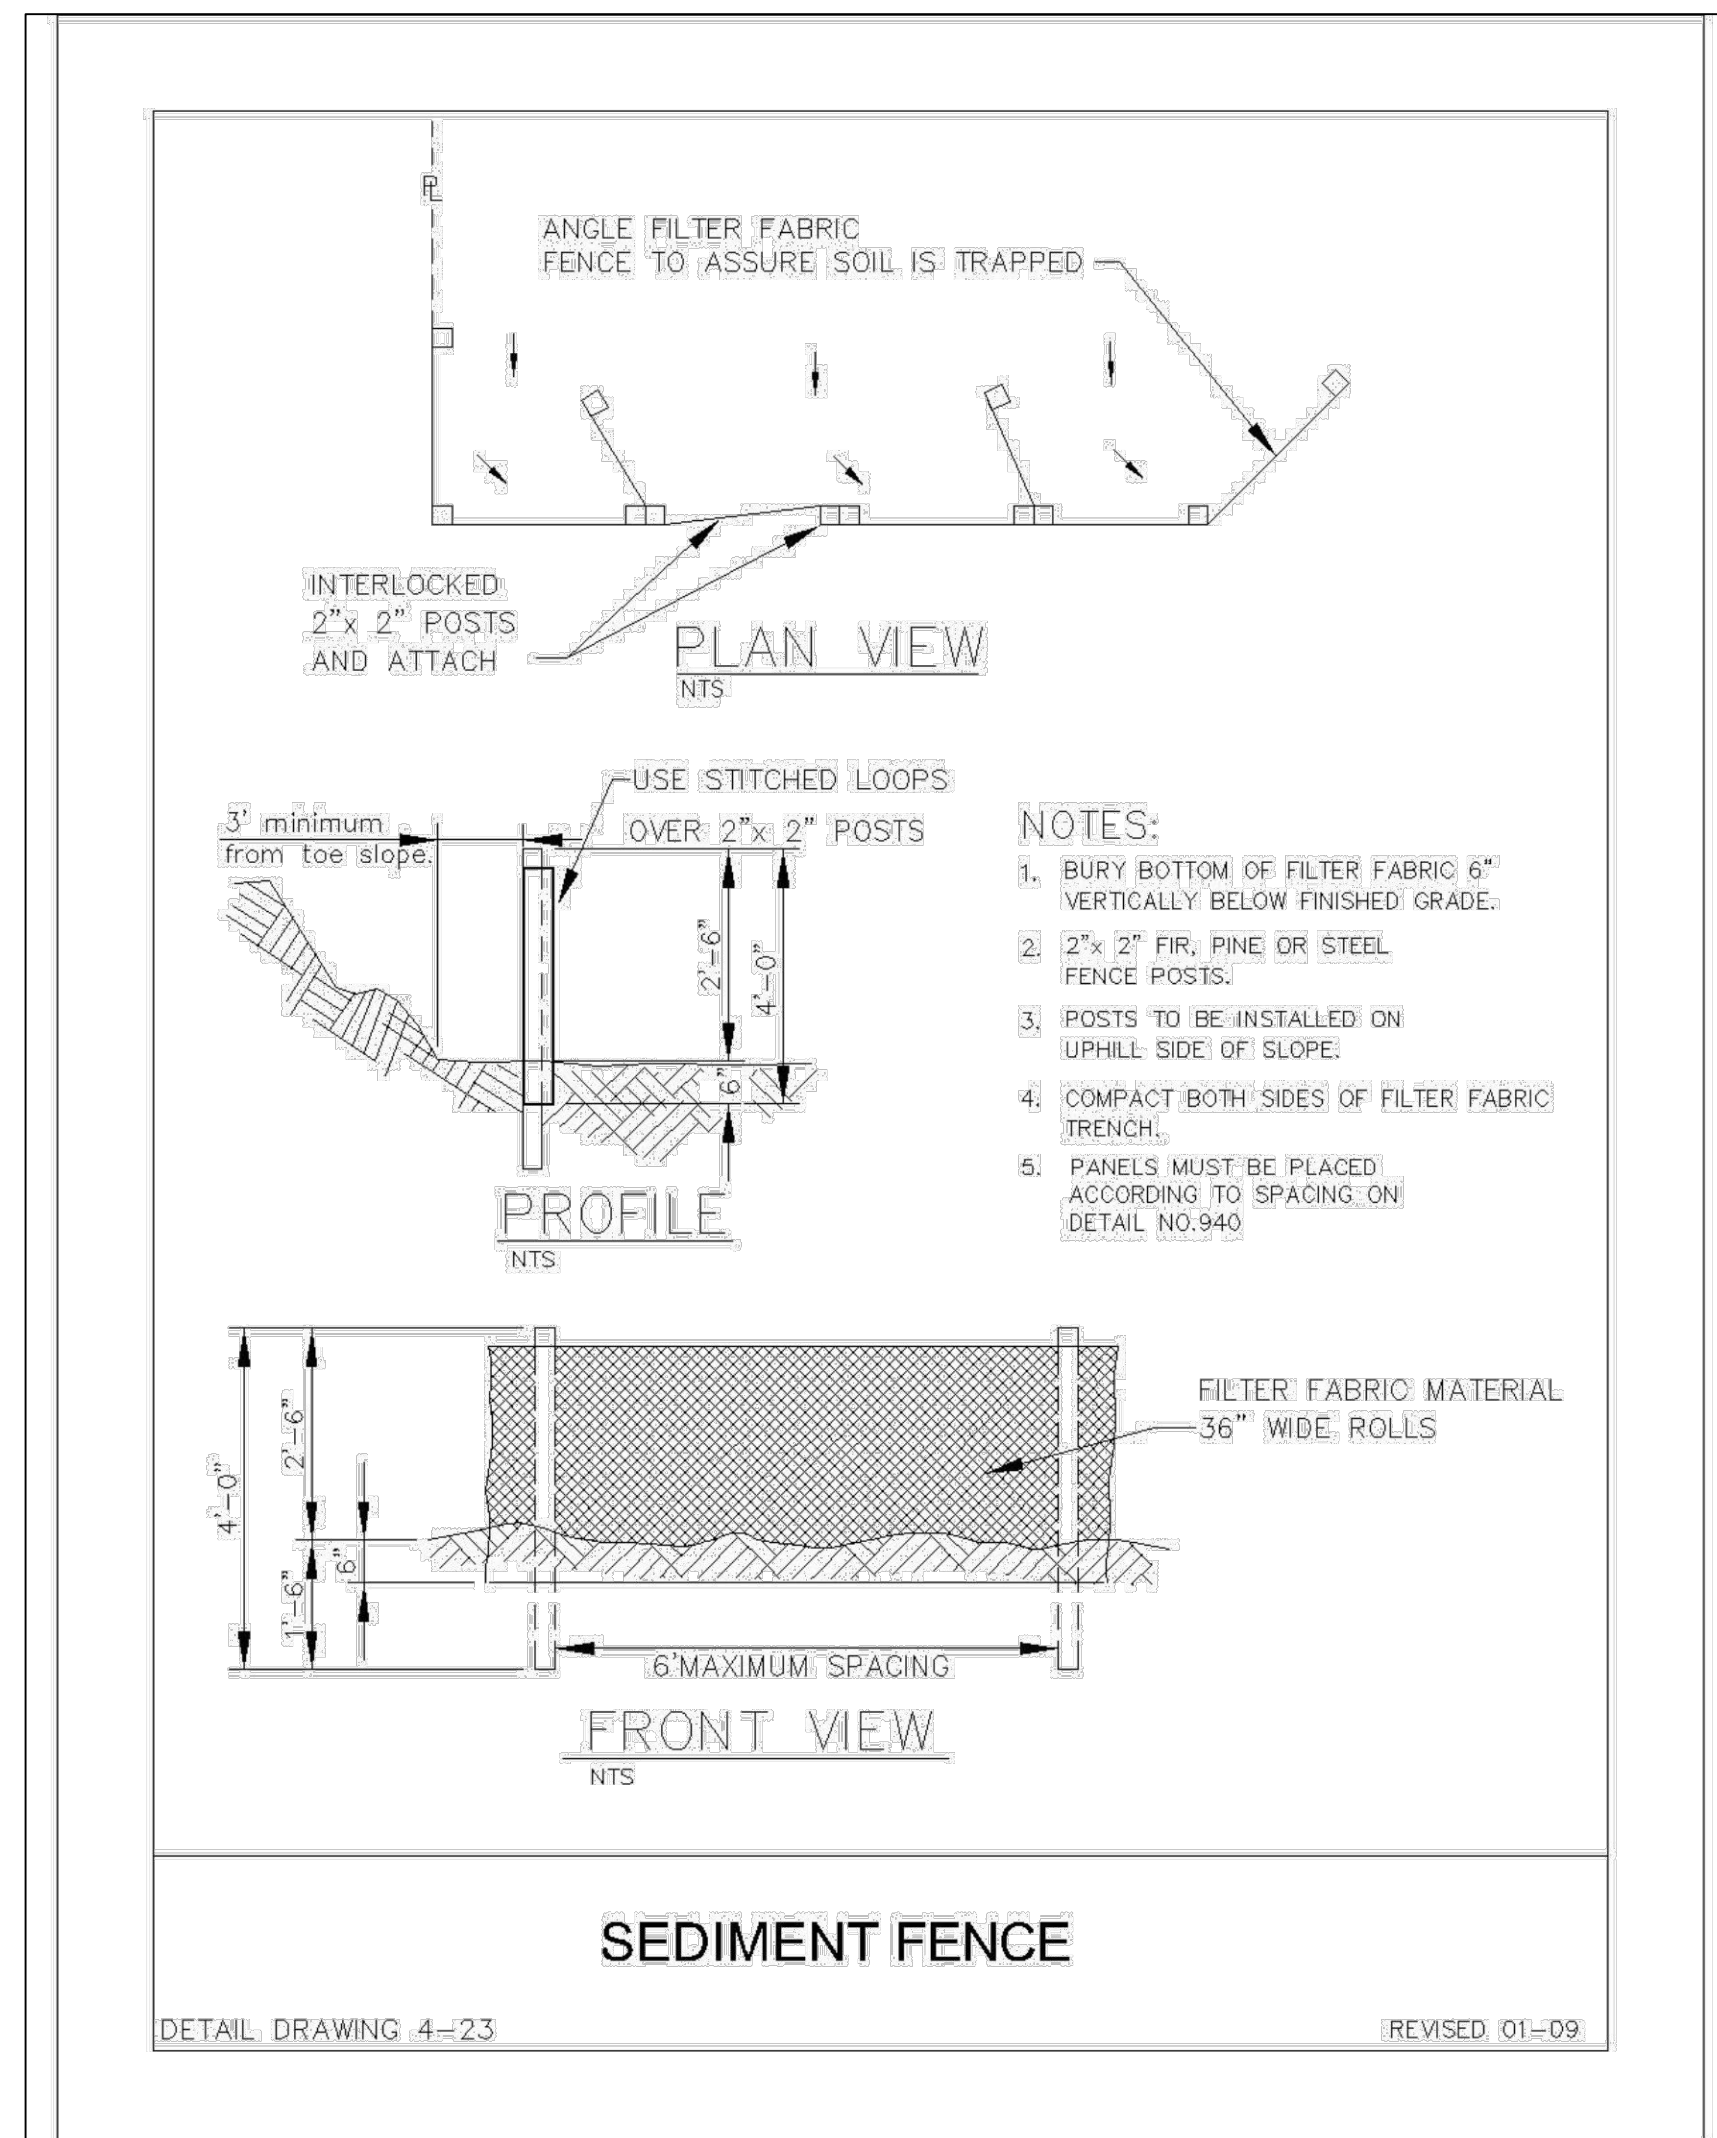 PL
ANGLE FILTER FABRIC
FENCE TO ASSURE SOIL IS TRAPPED
INTERLOCKED
2”x 2” POSTS
AND ATTACH
PLAN VIEW
NTS
USE STITCHED LOOPS
OVER 2”x 2” POSTS
3' minimum
from toe slope.
2'-6”
4'-0”
6”
PROFILE
NTS
NOTES:
1. BURY BOTTOM OF FILTER FABRIC 6”
VERTICALLY BELOW FINISHED GRADE.
2. 2”x 2” FIR, PINE OR STEEL
FENCE POSTS.
3. POSTS TO BE INSTALLED ON
UPHILL SIDE OF SLOPE.
4. COMPACT BOTH SIDES OF FILTER FABRIC
TRENCH.
5. PANELS MUST BE PLACED
ACCORDING TO SPACING ON
DETAIL NO.940
4'-0”
2'-6”
1'-6”
6”
FILTER FABRIC MATERIAL
36” WIDE ROLLS
6'MAXIMUM SPACING
FRONT VIEW
NTS
SEDIMENT FENCE
DETAIL DRAWING 4-23
REVISED 01-09